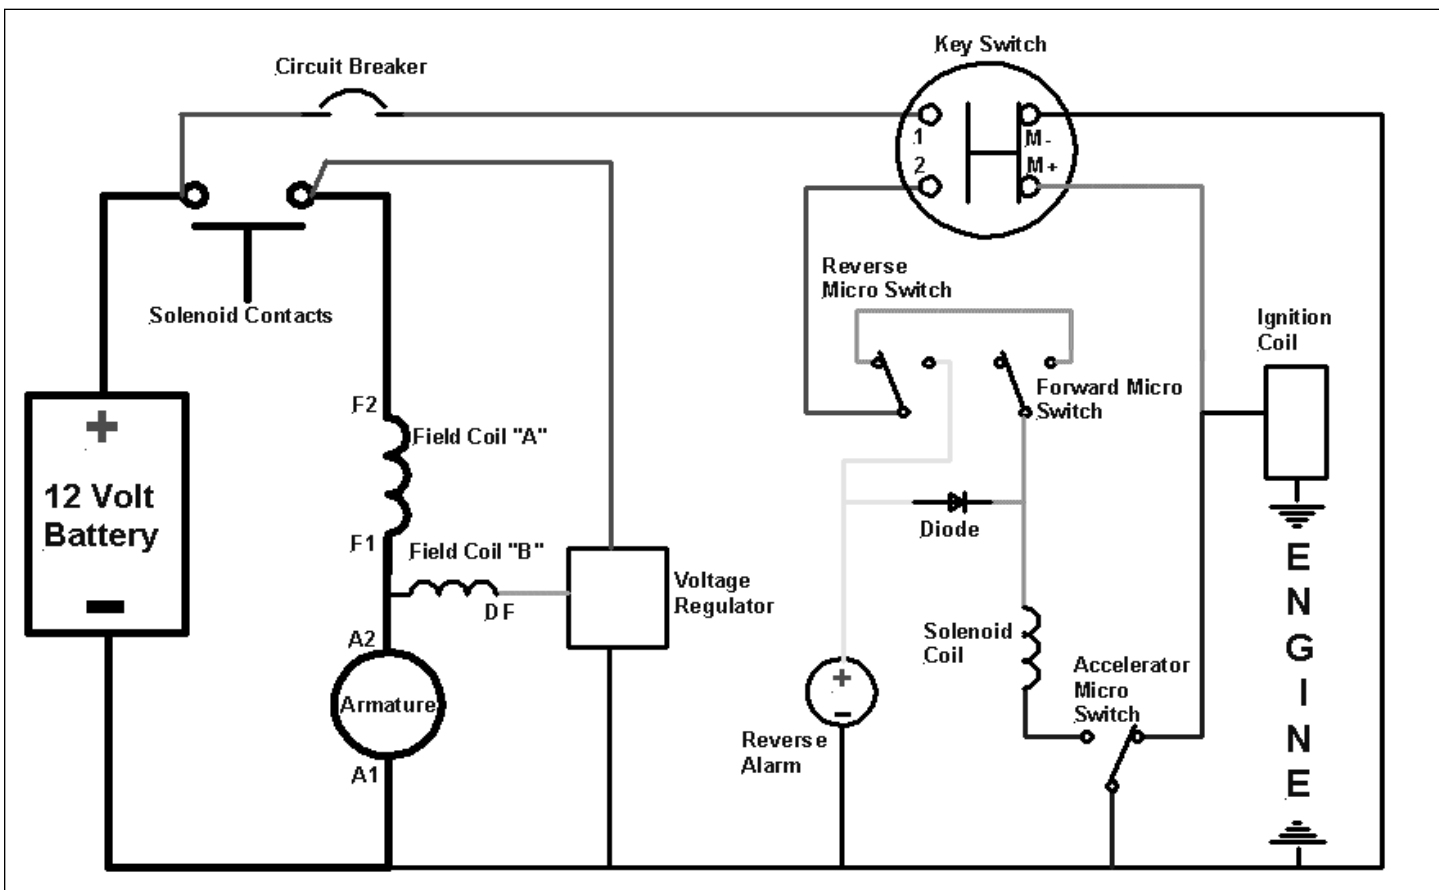 Key Switch
Circuit Breaker
1
M -
2
M +
Reverse
Micro Switch
Solenoid Contacts
Ignition
Coil
Forward Micro
Switch
F2
Field Coil "A"
+
12 Volt
Battery
-
F1
Field Coil "B"
Diode
Voltage
Regulator
D F
A2
Solenoid
Coil
Accelerator
Micro
Switch
Armature
+
-
Reverse
Alarm
A1
E
N
G
I
N
E